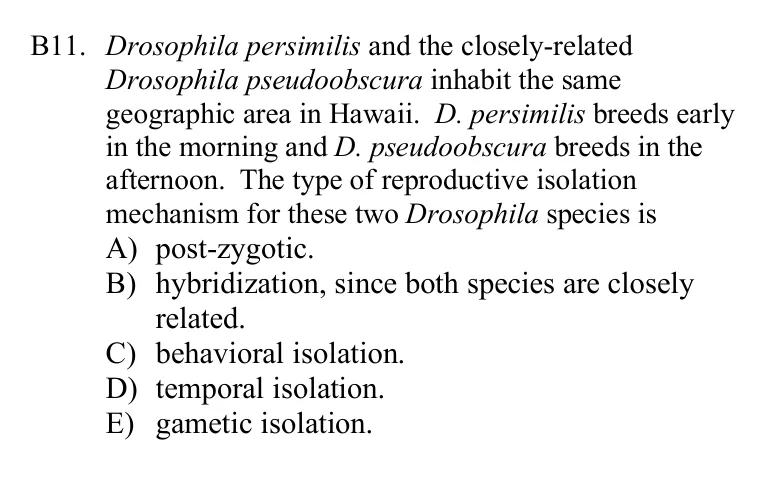 B11. Drosophila persimilis and the closely-related
Drosophila pseudoobscura inhabit the same
geographic area in Hawaii. D. persimilis breeds early
in the morning and D. pseudoobscura breeds in the
afternoon. The type of reproductive isolation
mechanism for these two Drosophila species is
A) post-zygotic.
B) hybridization, since both species are closely
related.
C) behavioral isolation.
D) temporal isolation.
E) gametic isolation.